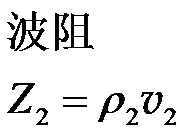 波阻
Z₂ = ρ₂v₂